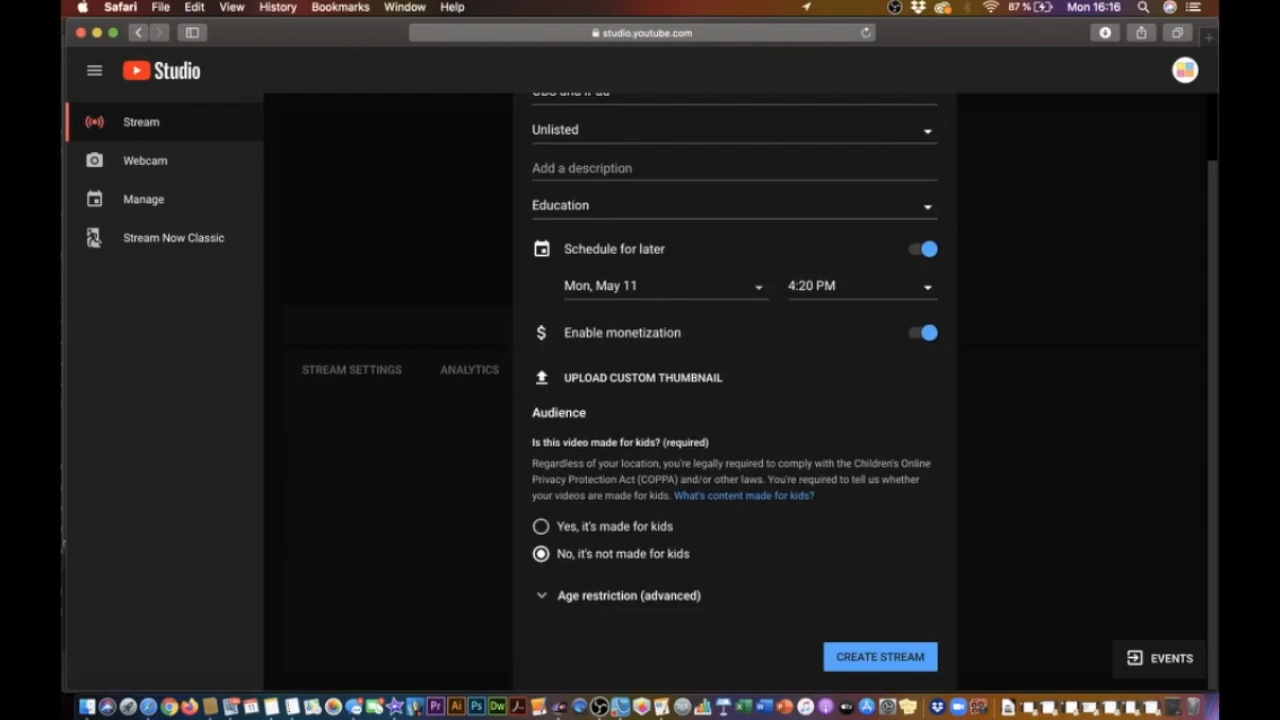 Safari File Edit View History Bookmarks Window Help 87 % Mon 16:16
studio.youtube.com
Studio
Stream
Webcam
Manage
Stream Now Classic
Unlisted
Add a description
Education
Schedule for later
Mon, May 11 4:20 PM
Enable monetization
STREAM SETTINGS ANALYTICS
UPLOAD CUSTOM THUMBNAIL
Audience
Is this video made for kids? (required)
Regardless of your location, you're legally required to comply with the Children's Online
Privacy Protection Act (COPPA) and/or other laws. You're required to tell us whether
your videos are made for kids. What's content made for kids?
Yes, it's made for kids
No, it's not made for kids
Age restriction (advanced)
CREATE STREAM
EVENTS
Pr Ai Ps Dw